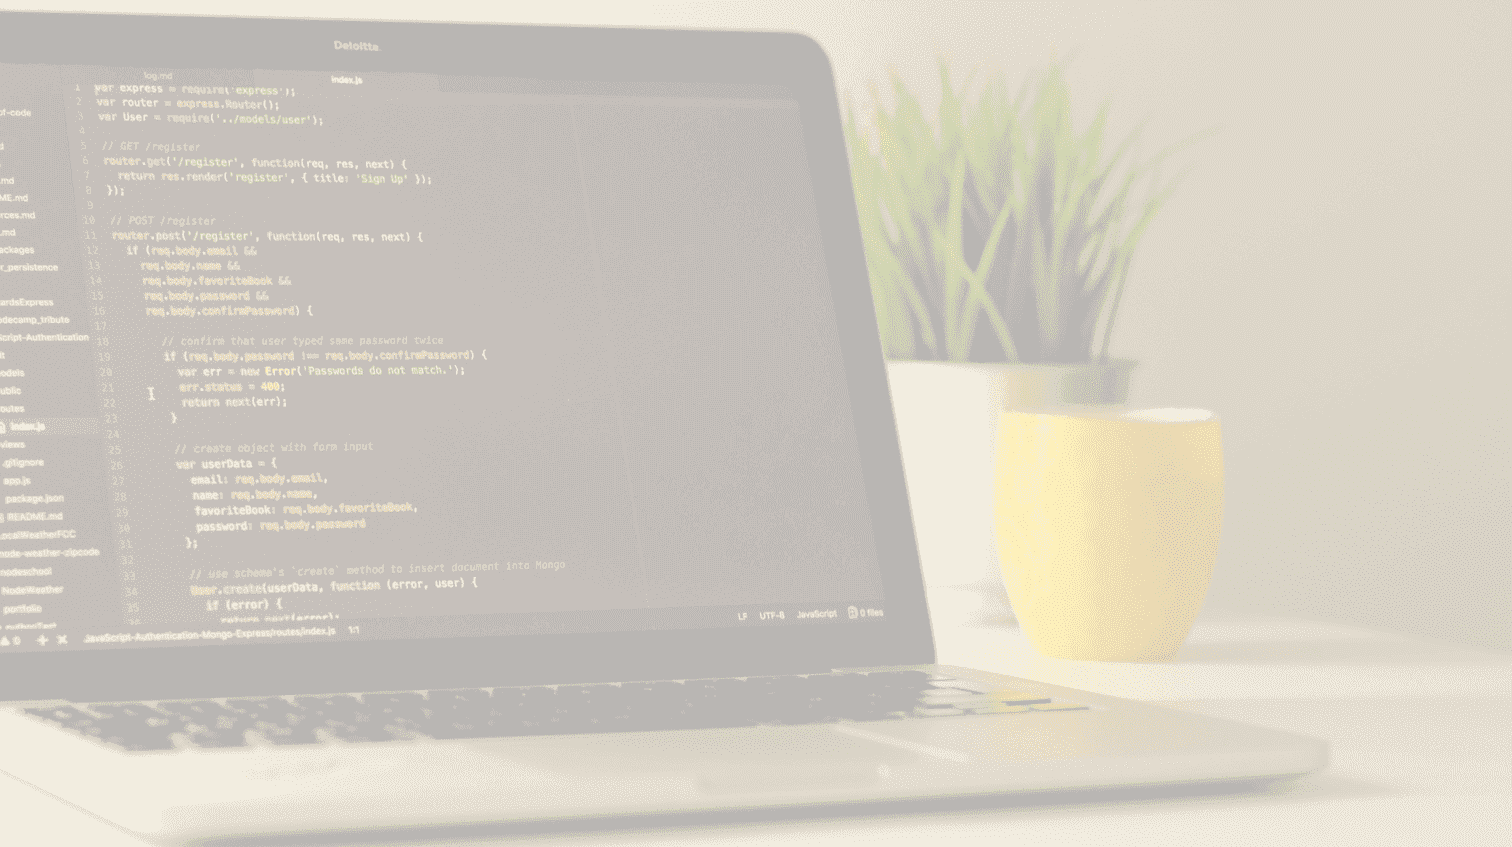 Deloitta.
log.md
index.js
1 var express = require('express');
2 var router = express.Router();
3 var User = require('../models/user');
4
5 // GET /register
6 router.get('/register', function(req, res, next) {
7 return res.render('register', { title: 'Sign Up' });
8 });
9
10 // POST /register
11 router.post('/register', function(req, res, next) {
12 if (req.body.email &&
13 req.body.name &&
14 req.body.favoriteBook &&
15 req.body.password &&
16 req.body.confirmPassword) {
17
18 // confirm that user typed same password twice
19 if (req.body.password !== req.body.confirmPassword) {
20 var err = new Error('Passwords do not match.');
21 err.status = 400;
22 return next(err);
23 }
24
25 // create object with form input
26 var userData = {
27 email: req.body.email,
28 name: req.body.name,
29 favoriteBook: req.body.favoriteBook,
30 password: req.body.password
31 };
32
33 // use schema's `create` method to insert document into Mongo
34 User.create(userData, function (error, user) {
35 if (error) {
return next(error);
of-code
.md
ME.md
rces.md
.md
ackages
r_persistence
ardsExpress
odecamp_tribute
Script-Authentication
it
odels
ublic
outes
index.js
views
.gitignore
app.js
package.json
README.md
LocalWeatherFCC
node-weather-zipcode
nodeschool
NodeWeather
portfolio
0
JavaScript-Authentication-Mongo-Express/routes/index.js 1:1
LF UTF-8 JavaScript 0 files